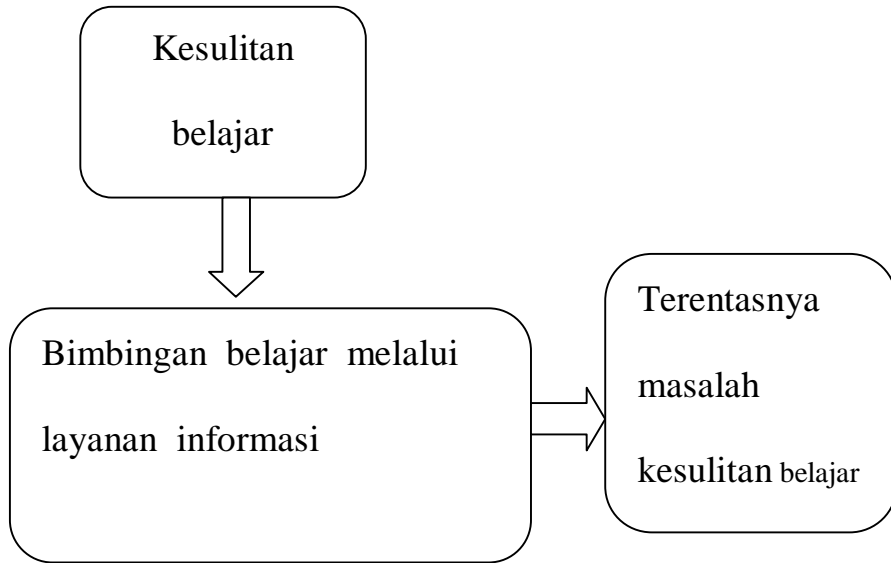 Kesulitan
belajar
Bimbingan belajar melalui
layanan informasi
Terentasnya
masalah
kesulitan belajar